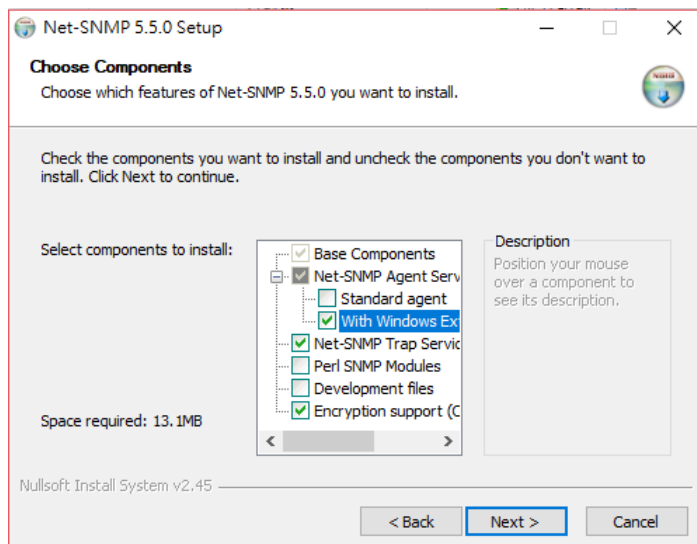 Net-SNMP 5.5.0 Setup
Choose Components
Choose which features of Net-SNMP 5.5.0 you want to install.
Check the components you want to install and uncheck the components you don't want to
install. Click Next to continue.
Select components to install:
Base Components
Net-SNMP Agent Serv
Standard agent
With Windows Ext
Net-SNMP Trap Servic
Perl SNMP Modules
Development files
Encryption support (O
Description
Position your mouse
over a component to
see its description.
Space required: 13.1MB
Nullsoft Install System v2.45
< Back
Next >
Cancel